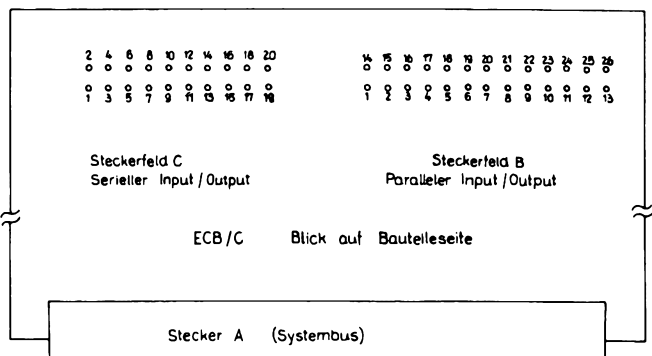 2 4 6 8 10 12 14 16 18 20
1 3 5 7 9 11 13 15 17 19
14 15 16 17 18 19 20 21 22 23 24 25 26
1 2 3 4 5 6 7 8 9 10 11 12 13
Steckerfeld C
Serieller Input/Output
Steckerfeld B
Paralleler Input/Output
ECB/C Blick auf Bauteileseite
Stecker A (Systembus)